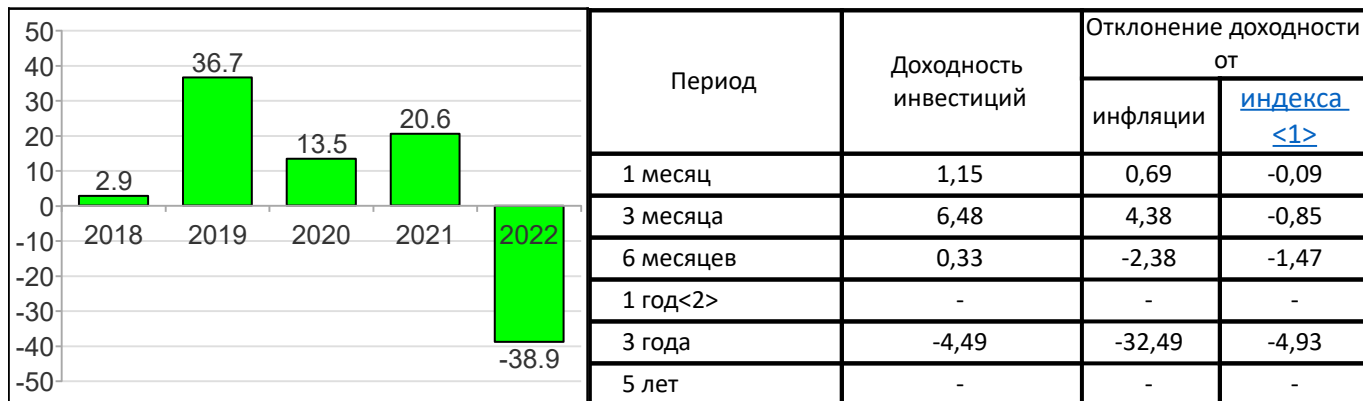 50
40
30
20
10
0
-10
-20
-30
-40
-50
2.9
36.7
13.5
20.6
-38.9
2018 2019 2020 2021 2022
Период
Доходность
инвестиций
Отклонение доходности
от
инфляции
индекса
<1>
1 месяц 1,15 0,69 -0,09
3 месяца 6,48 4,38 -0,85
6 месяцев 0,33 -2,38 -1,47
1 год<2> - - -
3 года -4,49 -32,49 -4,93
5 лет - - -